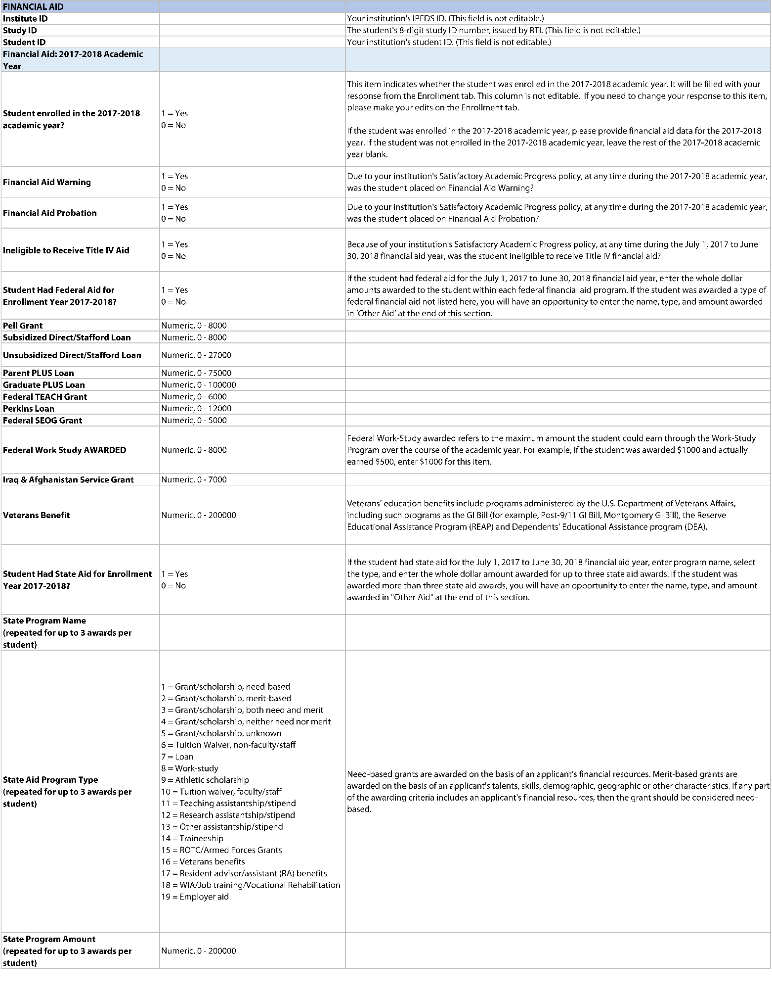 FINANCIAL AID
Institute ID
Your institution's IPEDS ID. (This field is not editable.)
Study ID
The student's 8-digit study ID number, issued by RTI. (This field is not editable.)
Student ID
Your institution's student ID. (This field is not editable.)
Financial Aid: 2017-2018 Academic
Year
Student enrolled in the 2017-2018
academic year?
1 = Yes
0 = No
This item indicates whether the student was enrolled in the 2017-2018 academic year. It will be filled with your
response from the Enrollment tab. This column is not editable.  If you need to change your response to this item,
please make your edits on the Enrollment tab.
If the student was enrolled in the 2017-2018 academic year, please provide financial aid data for the 2017-2018
year. If the student was not enrolled in the 2017-2018 academic year, leave the rest of the 2017-2018 academic
year blank.
Financial Aid Warning
1 = Yes
0 = No
Due to your institution's Satisfactory Academic Progress policy, at any time during the 2017-2018 academic year,
was the student placed on Financial Aid Warning?
Financial Aid Probation
1 = Yes
0 = No
Due to your institution's Satisfactory Academic Progress policy, at any time during the 2017-2018 academic year,
was the student placed on Financial Aid Probation?
Ineligible to Receive Title IV Aid
1 = Yes
0 = No
Because of your institution's Satisfactory Academic Progress policy, at any time during the July 1, 2017 to June
30, 2018 financial aid year, was the student ineligible to receive Title IV financial aid?
Student Had Federal Aid for
Enrollment Year 2017-2018?
1 = Yes
0 = No
If the student had federal aid for the July 1, 2017 to June 30, 2018 financial aid year, enter the whole dollar
amounts awarded to the student within each federal financial aid program. If the student was awarded a type of
federal financial aid not listed here, you will have an opportunity to enter the name, type, and amount awarded
in ‘Other Aid’ at the end of this section.
Pell Grant
Numeric, 0 - 8000
Subsidized Direct/Stafford Loan
Numeric, 0 - 8000
Unsubsidized Direct/Stafford Loan
Numeric, 0 - 27000
Parent PLUS Loan
Numeric, 0 - 75000
Graduate PLUS Loan
Numeric, 0 - 100000
Federal TEACH Grant
Numeric, 0 - 6000
Perkins Loan
Numeric, 0 - 12000
Federal SEOG Grant
Numeric, 0 - 5000
Federal Work Study AWARDED
Numeric, 0 - 8000
Federal Work-Study awarded refers to the maximum amount the student could earn through the Work-Study
Program over the course of the academic year. For example, if the student was awarded $1000 and actually
earned $500, enter $1000 for this item.
Iraq & Afghanistan Service Grant
Numeric, 0 - 7000
Veterans Benefit
Numeric, 0 - 200000
Veterans’ education benefits include programs administered by the U.S. Department of Veterans Affairs,
including such programs as the GI Bill (for example, Post-9/11 GI Bill, Montgomery GI Bill), the Reserve
Educational Assistance Program (REAP) and Dependents’ Educational Assistance program (DEA).
Student Had State Aid for Enrollment
Year 2017-2018?
1 = Yes
0 = No
If the student had state aid for the July 1, 2017 to June 30, 2018 financial aid year, enter program name, select
the type, and enter the whole dollar amount awarded for up to three state aid awards. If the student was
awarded more than three state aid awards, you will have an opportunity to enter the name, type, and amount
awarded in "Other Aid" at the end of this section.
State Program Name
(repeated for up to 3 awards per
student)
State Aid Program Type
(repeated for up to 3 awards per
student)
1 = Grant/scholarship, need-based
2 = Grant/scholarship, merit-based
3 = Grant/scholarship, both need and merit
4 = Grant/scholarship, neither need nor merit
5 = Grant/scholarship, unknown
6 = Tuition Waiver, non-faculty/staff
7 = Loan
8 = Work-study
9 = Athletic scholarship
10 = Tuition waiver, faculty/staff
11 = Teaching assistantship/stipend
12 = Research assistantship/stipend
13 = Other assistantship/stipend
14 = Traineeship
15 = ROTC/Armed Forces Grants
16 = Veterans benefits
17 = Resident advisor/assistant (RA) benefits
18 = WIA/Job training/Vocational Rehabilitation
19 = Employer aid
Need-based grants are awarded on the basis of an applicant's financial resources. Merit-based grants are
awarded on the basis of an applicant's talents, skills, demographic, geographic or other characteristics. If any part
of the awarding criteria includes an applicant's financial resources, then the grant should be considered need-
based.
State Program Amount
(repeated for up to 3 awards per
student)
Numeric, 0 - 200000